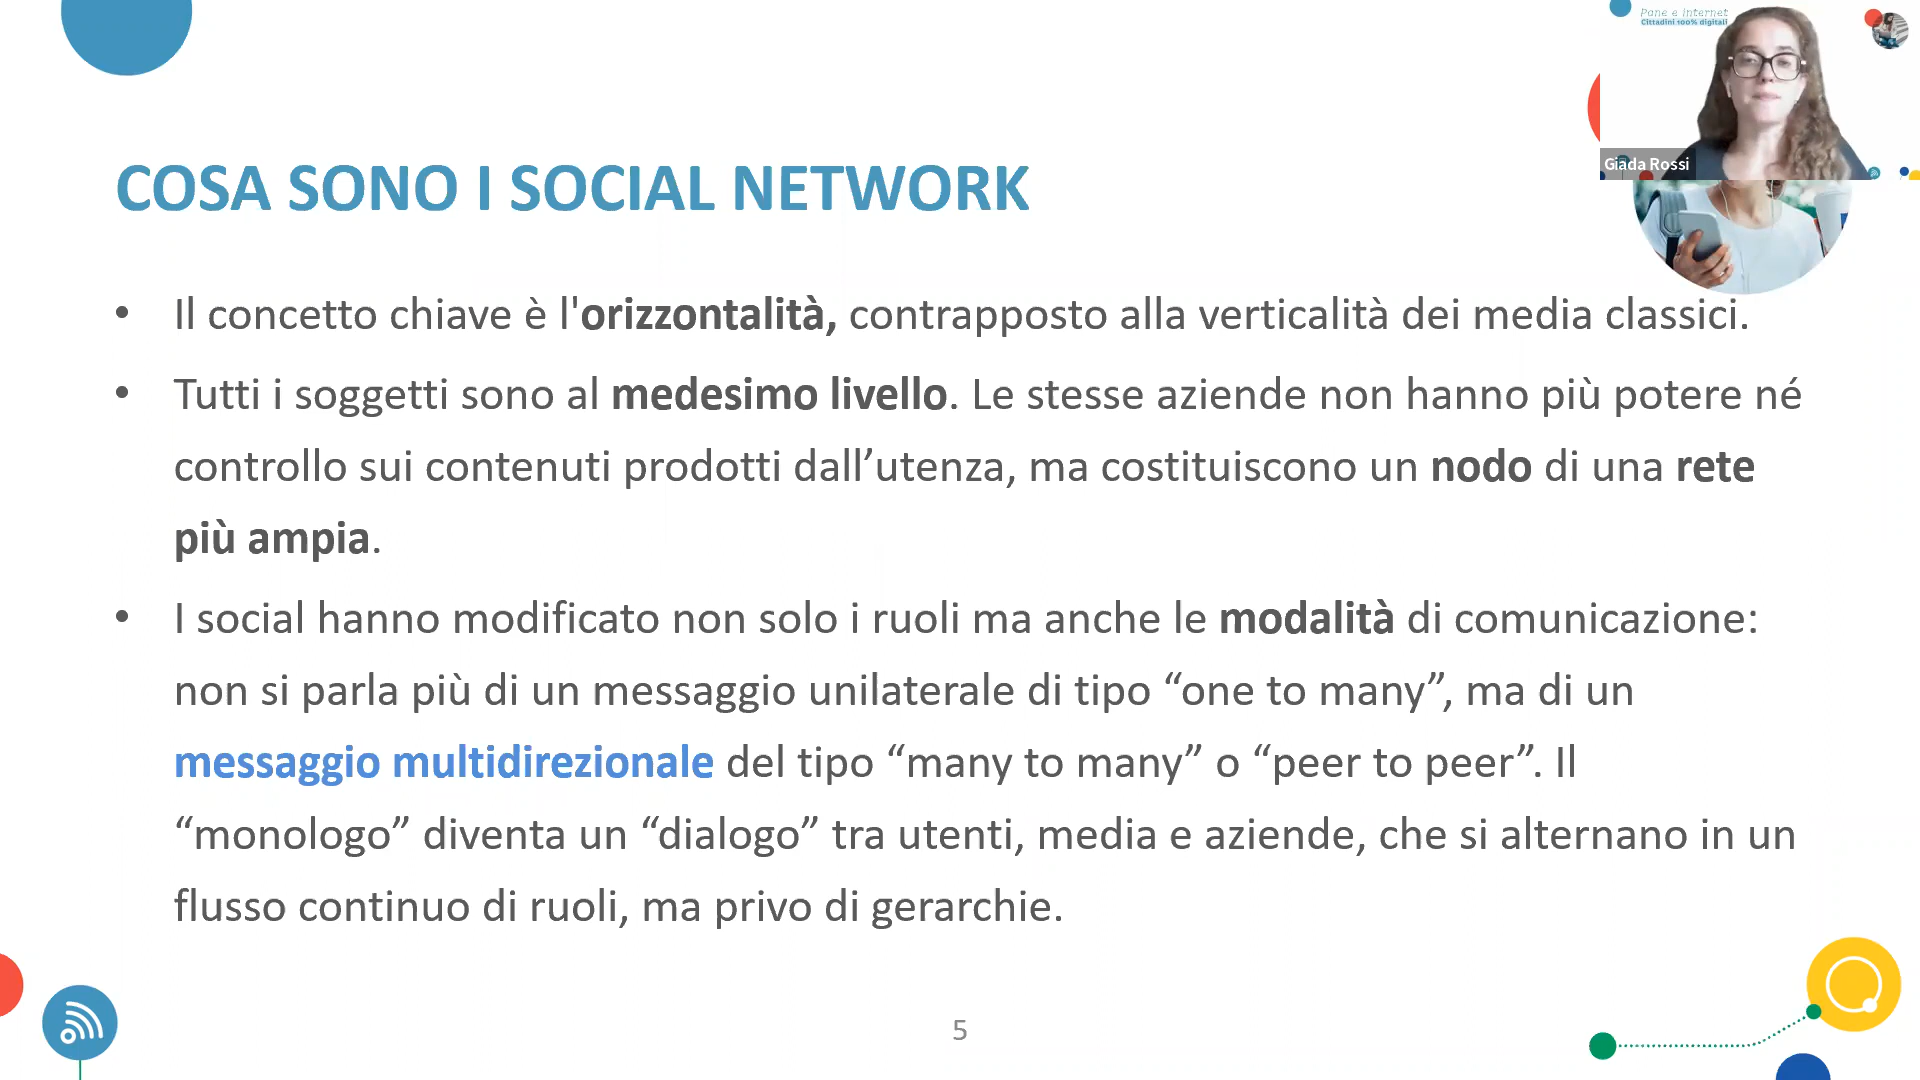 Pane e Internet
Cittadini 100% digitali
Giada Rossi
COSA SONO I SOCIAL NETWORK
• Il concetto chiave è l'orizzontalità, contrapposto alla verticalità dei media classici.
• Tutti i soggetti sono al medesimo livello. Le stesse aziende non hanno più potere né
controllo sui contenuti prodotti dall’utenza, ma costituiscono un nodo di una rete
più ampia.
• I social hanno modificato non solo i ruoli ma anche le modalità di comunicazione:
non si parla più di un messaggio unilaterale di tipo “one to many”, ma di un
messaggio multidirezionale del tipo “many to many” o “peer to peer”. Il
“monologo” diventa un “dialogo” tra utenti, media e aziende, che si alternano in un
flusso continuo di ruoli, ma privo di gerarchie.
5